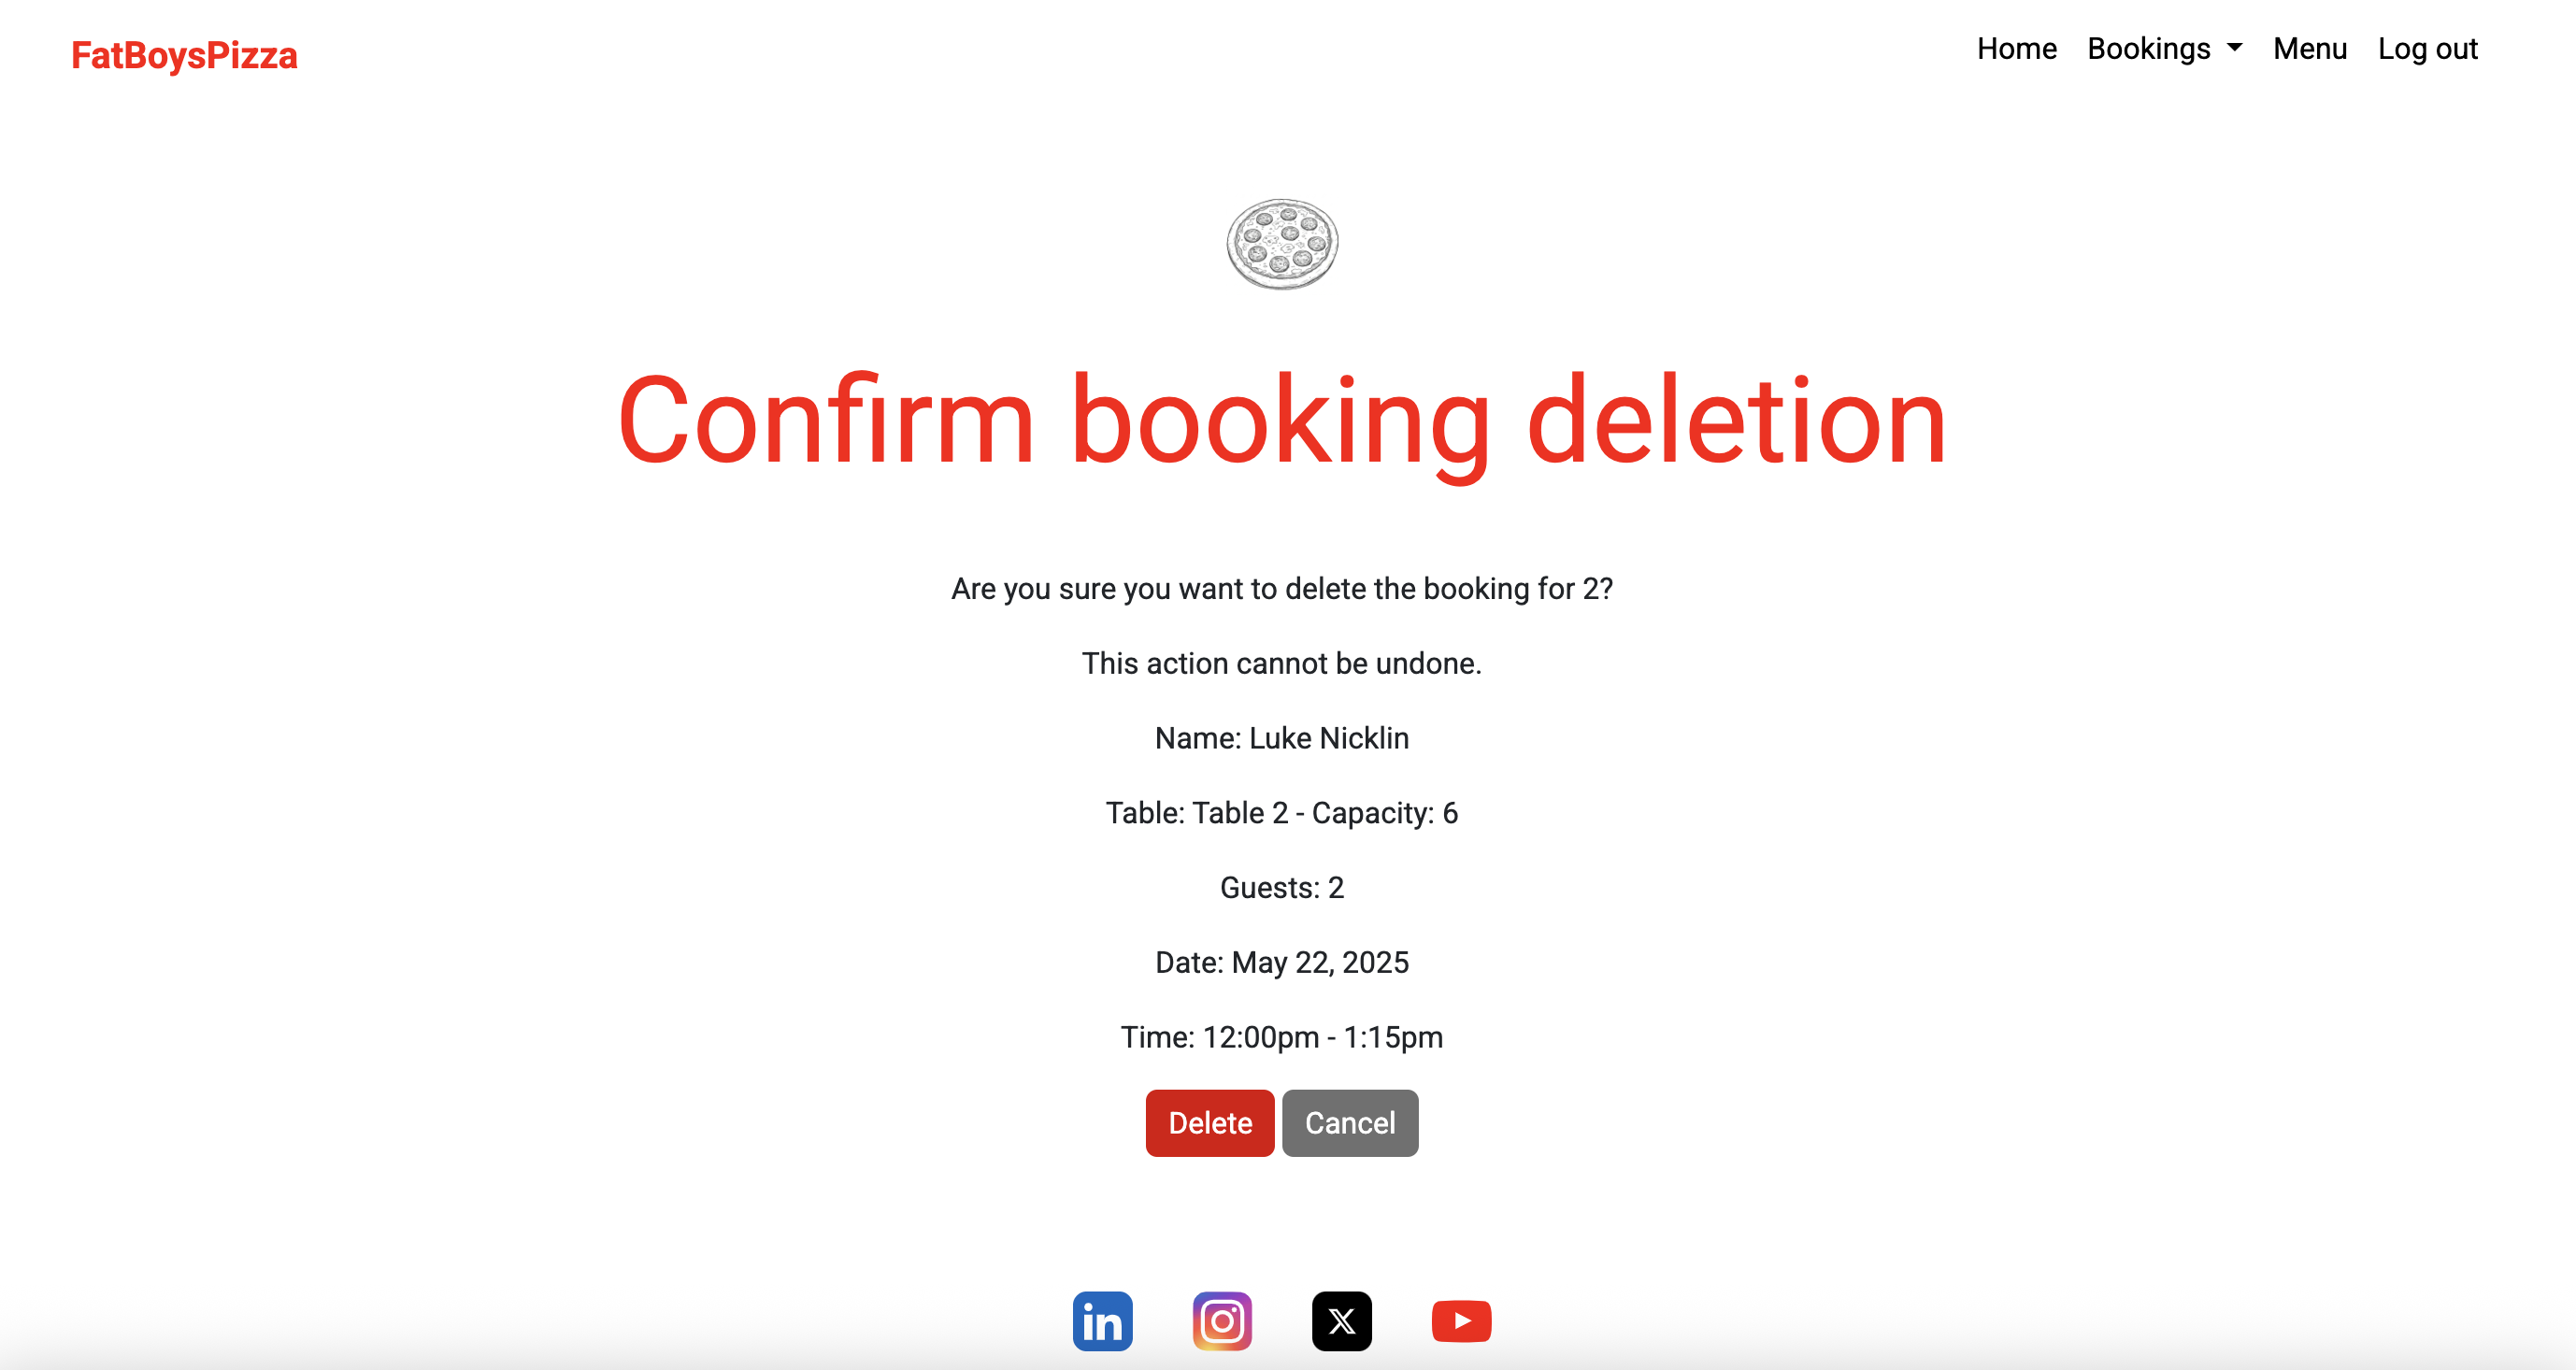 FatBoysPizza
Home Bookings Menu Log out
Confirm booking deletion
Are you sure you want to delete the booking for 2?
This action cannot be undone.
Name: Luke Nicklin
Table: Table 2 - Capacity: 6
Guests: 2
Date: May 22, 2025
Time: 12:00pm - 1:15pm
Delete Cancel
in X